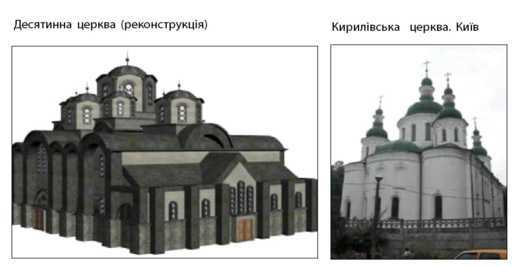 Десятинна церква (реконструкція)
Кирилівська церква. Київ